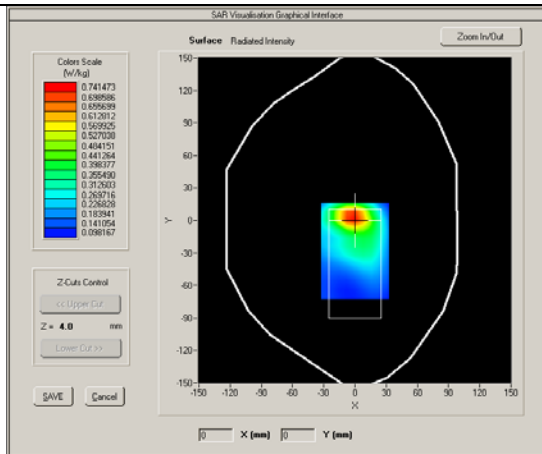 SAR Visualisation Graphical Interface
Surface Radiated Intensity
Zoom In/Out
Colors Scale
(W/kg)
0.741473
0.698586
0.655699
0.612812
0.569925
0.527038
0.484151
0.441264
0.398377
0.355490
0.312603
0.269716
0.226828
0.183941
0.141054
0.098167
Z-Cuts Control
<< Upper Cut
Z = 4.0 mm
Lower Cut >>
SAVE Cancel
150-
120-
90-
60-
30-
0-
-30-
-60-
-90-
-120-
-150-
Y
-150 -120 -90 -60 -30 0 30 60 90 120 150
X
0 X (mm) 0 Y (mm)